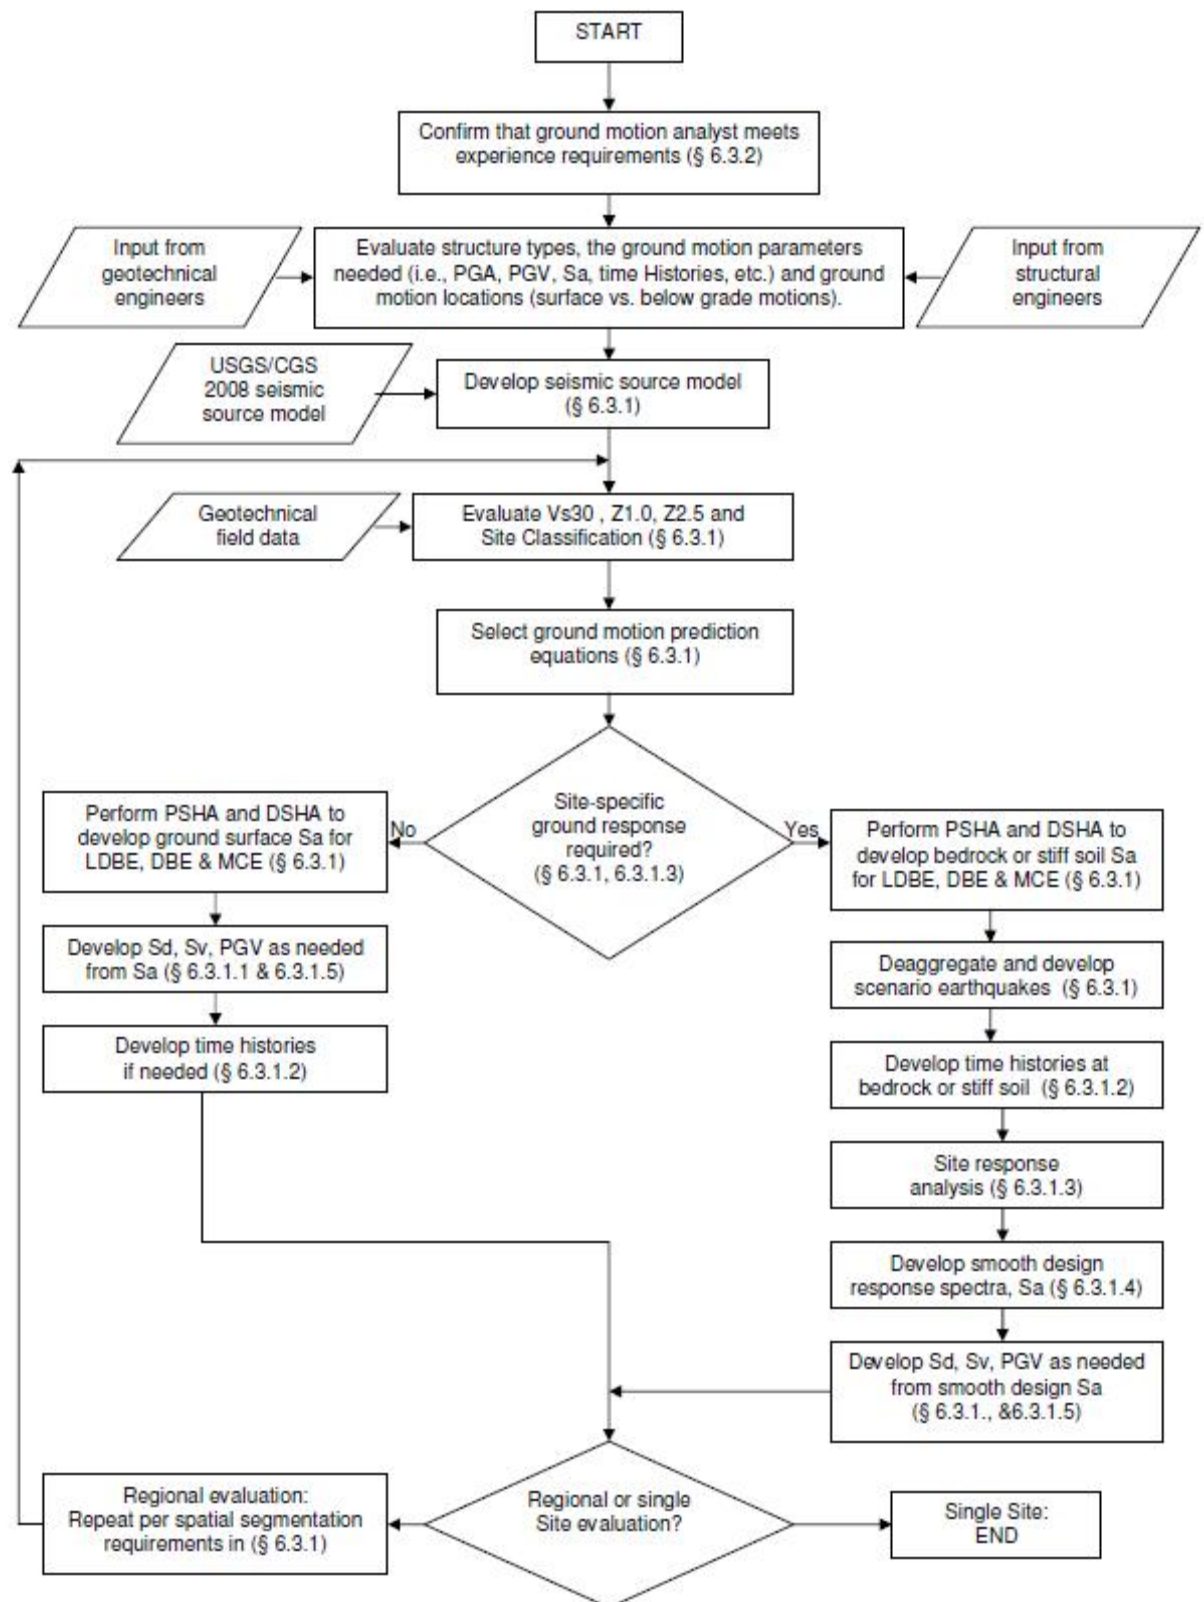 START
Confirm that ground motion analyst meets
experience requirements (§ 6.3.2)
Input from
geotechnical
engineers
Evaluate structure types, the ground motion parameters
needed (i.e., PGA, PGV, Sa, time Histories, etc.) and ground
motion locations (surface vs. below grade motions).
Input from
structural
engineers
USGS/CGS
2008 seismic
source model
Develop seismic source model
(§ 6.3.1)
Geotechnical
field data
Evaluate Vs30 , Z1.0, Z2.5 and
Site Classification (§ 6.3.1)
Select ground motion prediction
equations (§ 6.3.1)
Site-specific
ground response
required?
(§ 6.3.1, 6.3.1.3)
No
Yes
Perform PSHA and DSHA to
develop ground surface Sa for
LDBE, DBE & MCE (§ 6.3.1)
Develop Sd, Sv, PGV as needed
from Sa (§ 6.3.1.1 & 6.3.1.5)
Develop time histories
if needed (§ 6.3.1.2)
Perform PSHA and DSHA to
develop bedrock or stiff soil Sa
for LDBE, DBE & MCE (§ 6.3.1)
Deaggregate and develop
scenario earthquakes (§ 6.3.1)
Develop time histories at
bedrock or stiff soil (§ 6.3.1.2)
Site response
analysis (§ 6.3.1.3)
Develop smooth design
response spectra, Sa (§ 6.3.1.4)
Develop Sd, Sv, PGV as needed
from smooth design Sa
(§ 6.3.1., &6.3.1.5)
Regional evaluation:
Repeat per spatial segmentation
requirements in (§ 6.3.1)
Regional or single
Site evaluation?
Single Site:
END